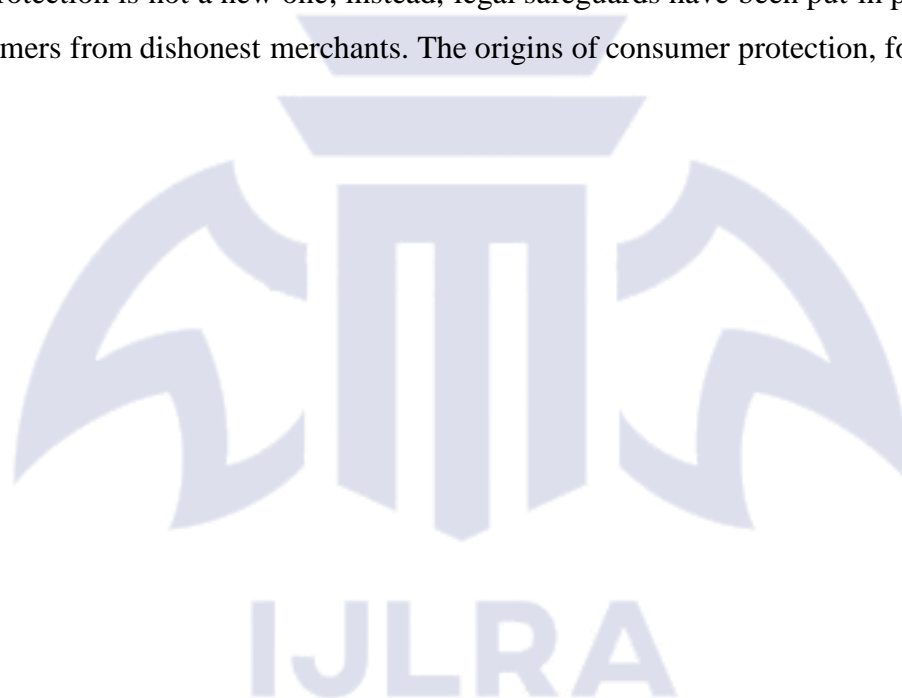 rotection is not a new one, instead, legal safeguards have been put in p
mers from dishonest merchants. The origins of consumer protection, fo
IJLRA